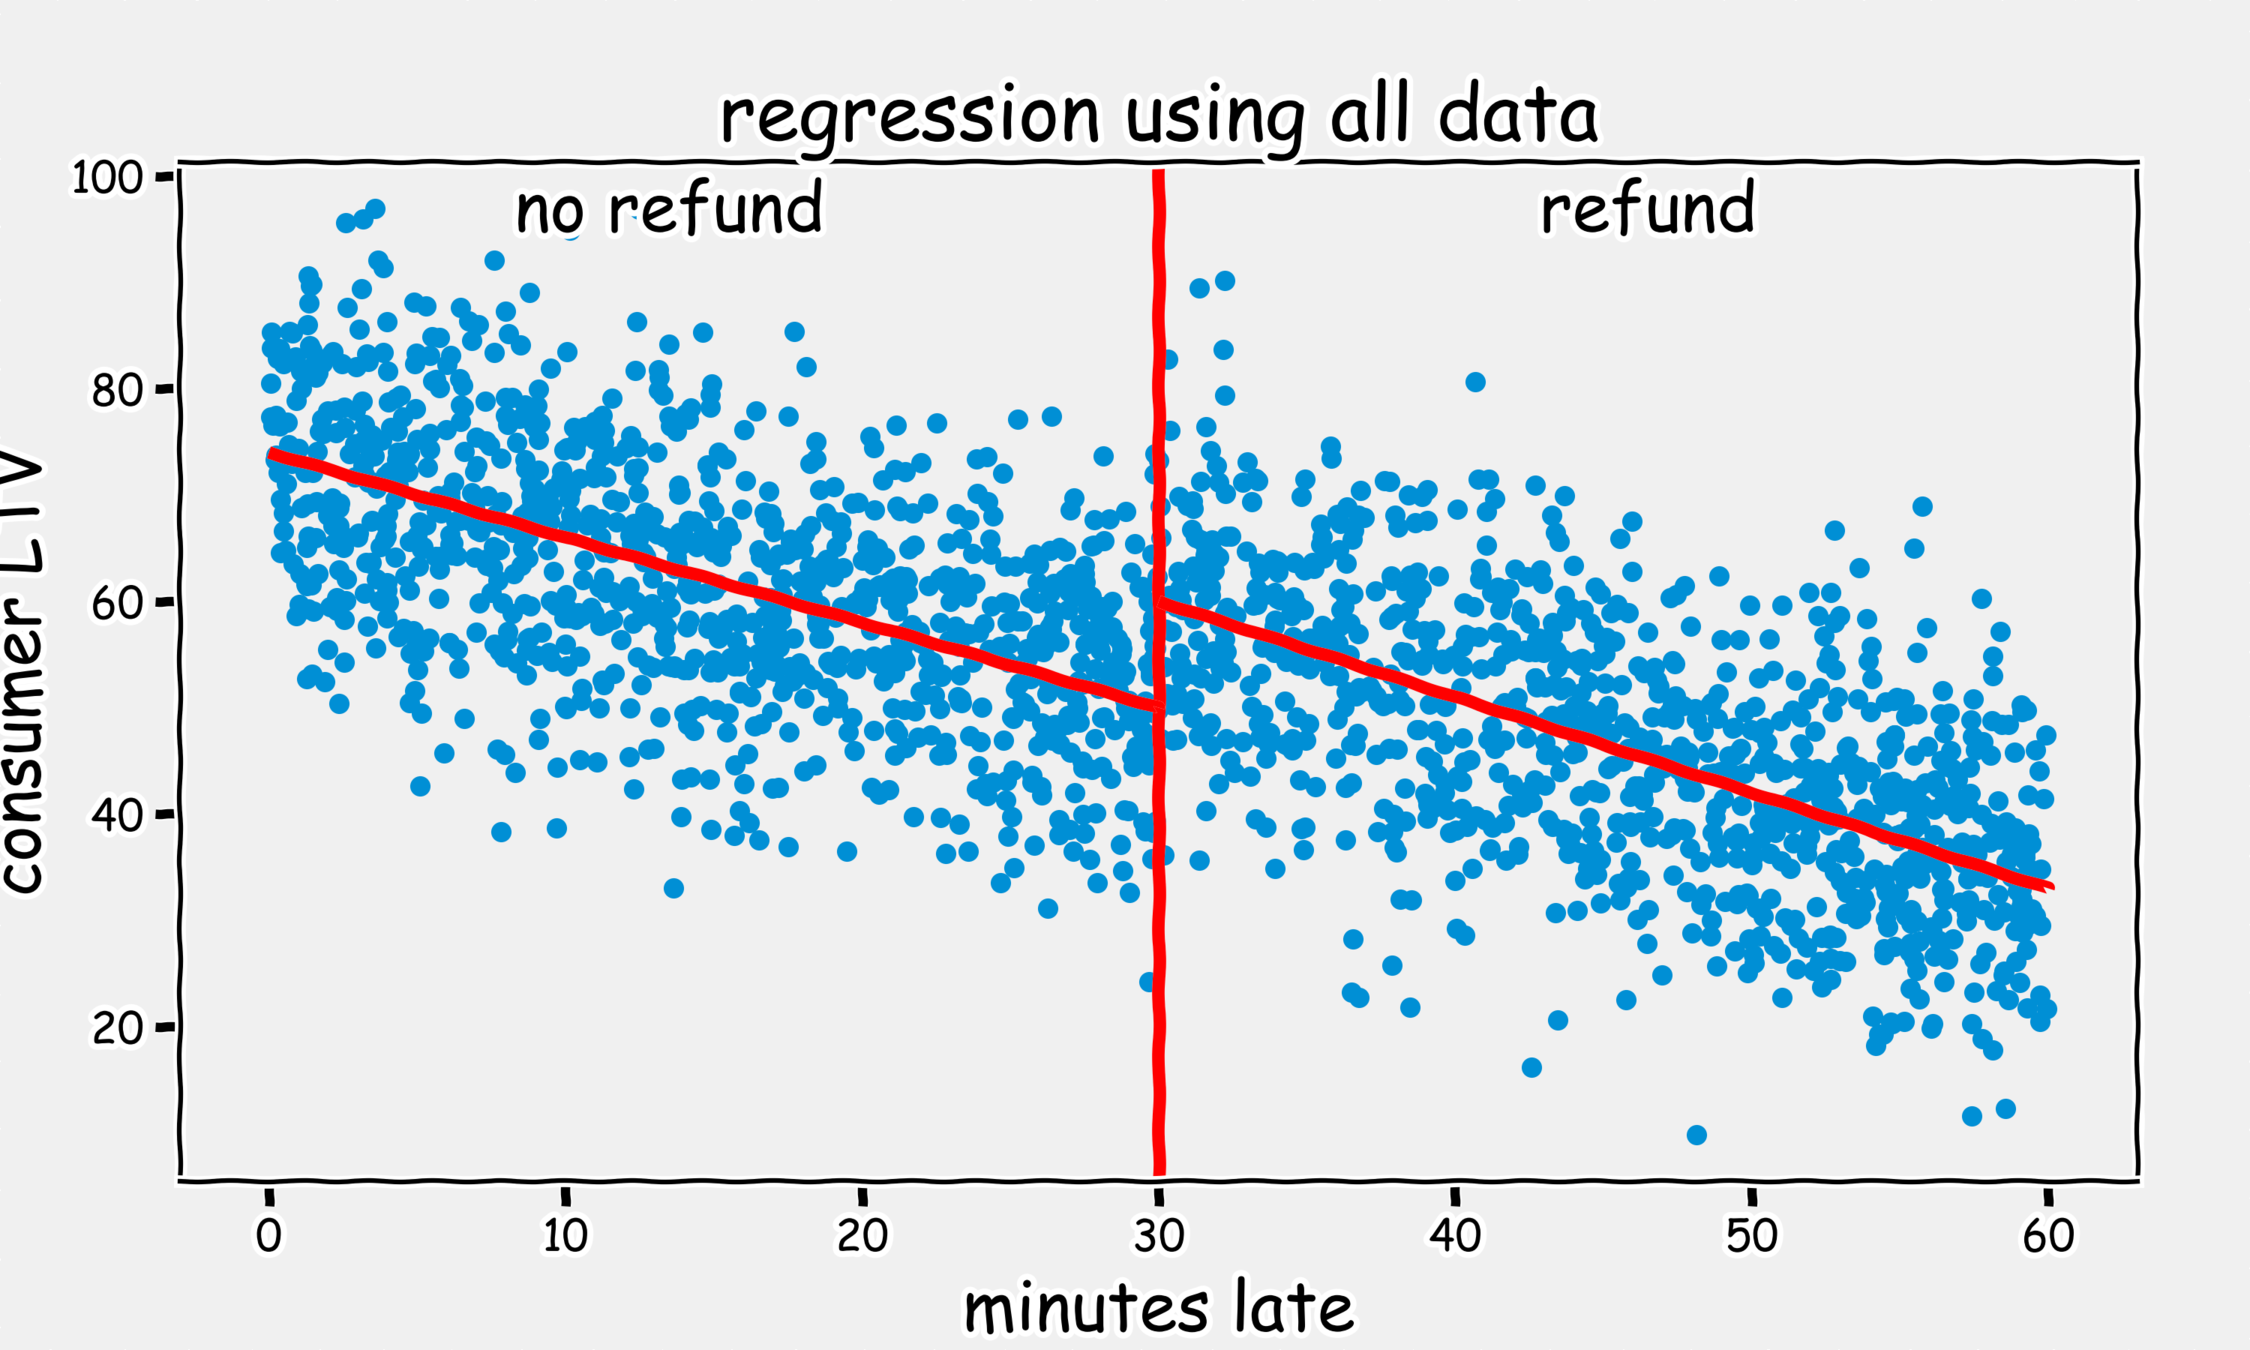 regression using all data
no refund
refund
100
80
60
40
20
consumer LTV
0 10 20 30 40 50 60
minutes late